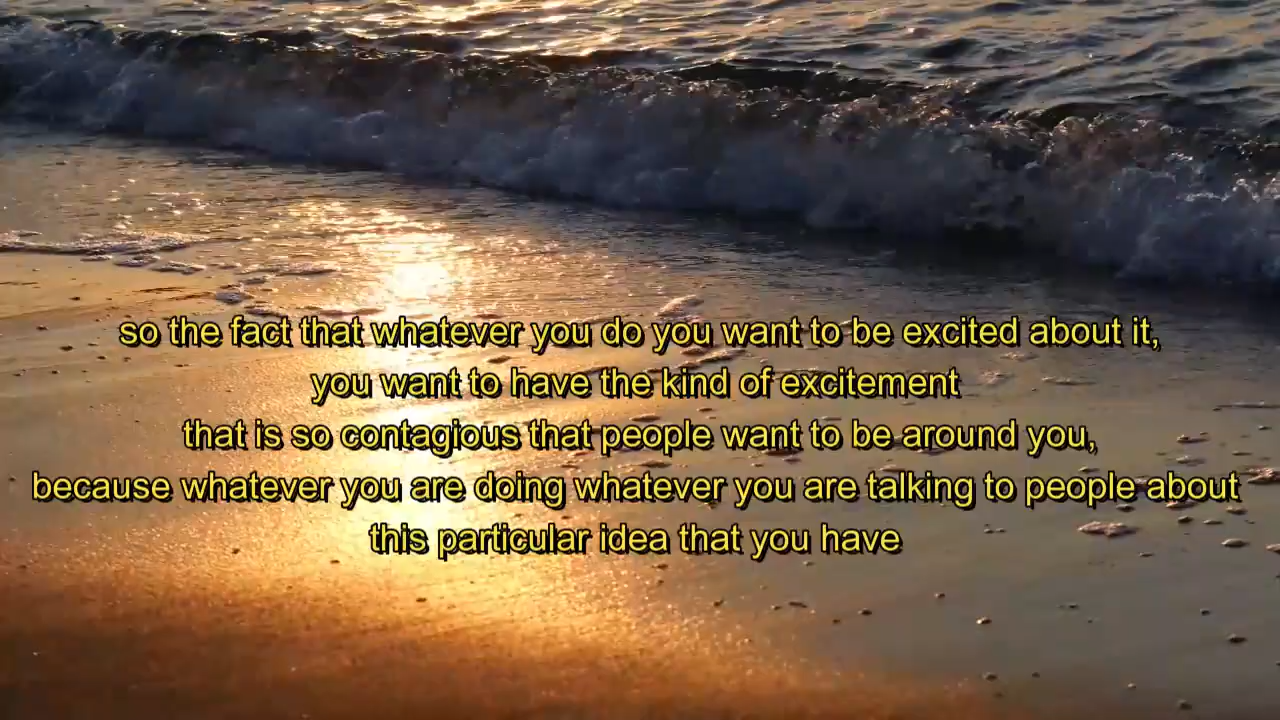 so the fact that whatever you do you want to be excited about it,
you want to have the kind of excitement
that is so contagious that people want to be around you,
because whatever you are doing whatever you are talking to people about
this particular idea that you have